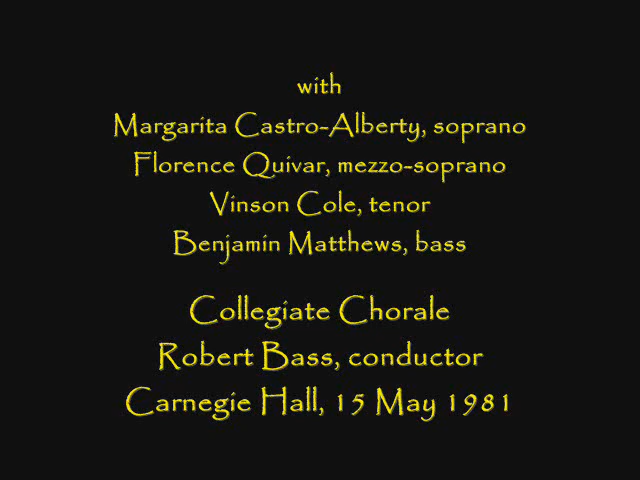 with
Margarita Castro-Alberty, soprano
Florence Quivar, mezzo-soprano
Vinson Cole, tenor
Benjamin Matthews, bass
Collegiate Chorale
Robert Bass, conductor
Carnegie Hall, 15 May 1981